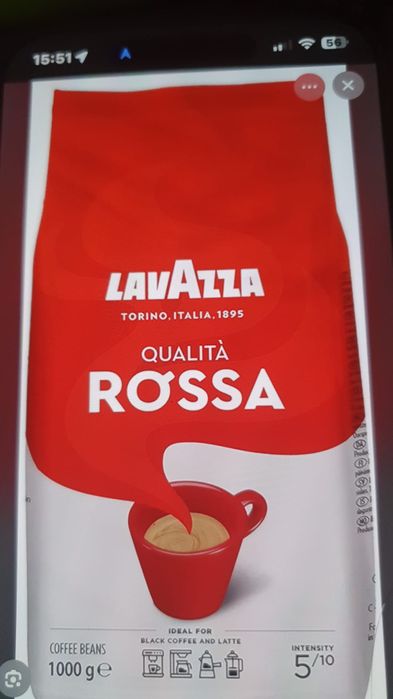 15:51
56
LAVAZZA
TORINO, ITALIA, 1895
QUALITÀ
ROSSA
IDEAL FOR
BLACK COFFEE AND LATTE
COFFEE BEANS
1000 g e
INTENSITY
5/10